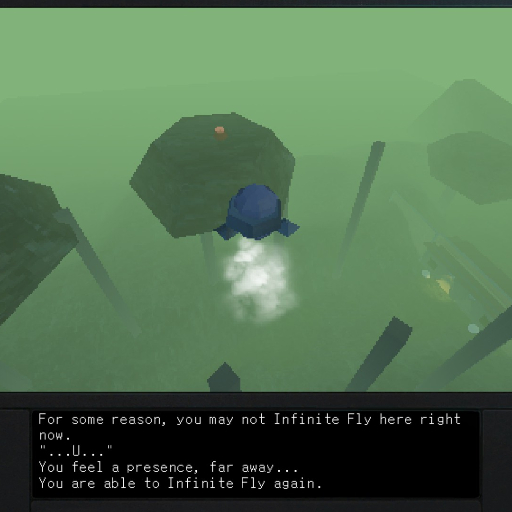 For some reason, you may not Infinite Fly here right
now.
"...U..."
You feel a presence, far away...
You are able to Infinite Fly again.